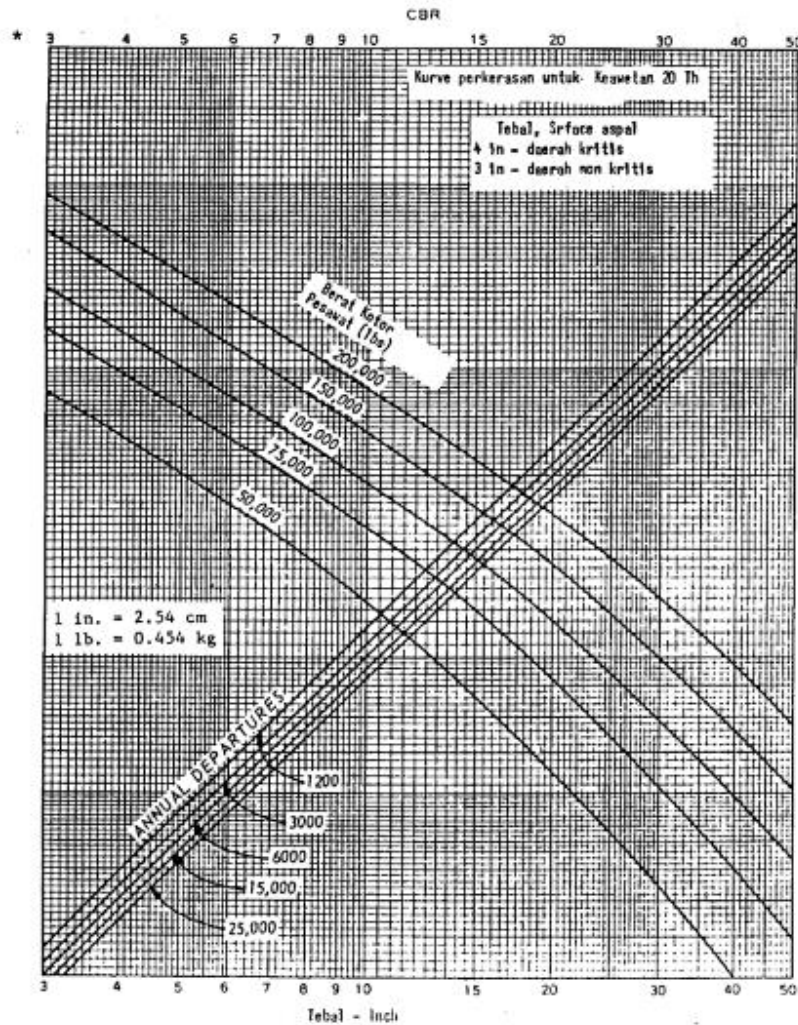 CBR
* 3 4 5 6 7 8 9 10 15 20 30 40 50
Kurve perkerasan untuk Keawetan 20 Th
Tebal, Srface aspal
4 in - daerah kritis
3 in - daerah non kritis
Berat Kotor
Pesawat (lbs)
200,000
150,000
100,000
75,000
50,000
1 in. = 2.54 cm
1 lb. = 0.454 kg
ANNUAL DEPARTURES
1200
3000
6000
15,000
25,000
3 4 5 6 7 8 9 10 20 30 40 50
Tebal - Inch